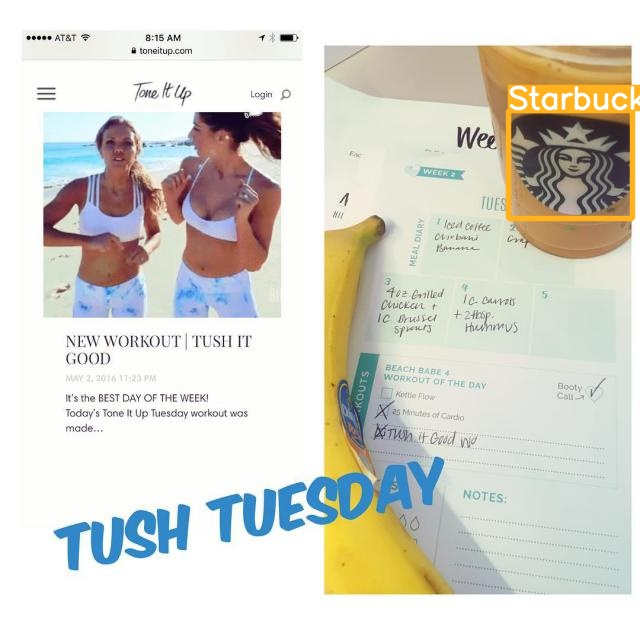 AT&T 8:15 AM
toneitup.com
Tone It Up
Login
NEW WORKOUT | TUSH IT
GOOD
MAY 2, 2016 11:23 PM
It's the BEST DAY OF THE WEEK!
Today's Tone It Up Tuesday workout was
made...
TUSH TUESDAY
Starbuck
Wee
WEEK 2
TUES
MEAL DIARY
1 Iced Coffee
Chobani
Banana
2
3
4oz. Grilled
Chicken +
1C Brussel
Sprouts
4
1C. Carrots
+ 2tbsp.
Hummus
5
BEACH BABE 4
WORKOUT OF THE DAY
Booty
Call
Kettle Flow
25 Minutes of Cardio
Tush it Good WO
KOUTS
NOTES: